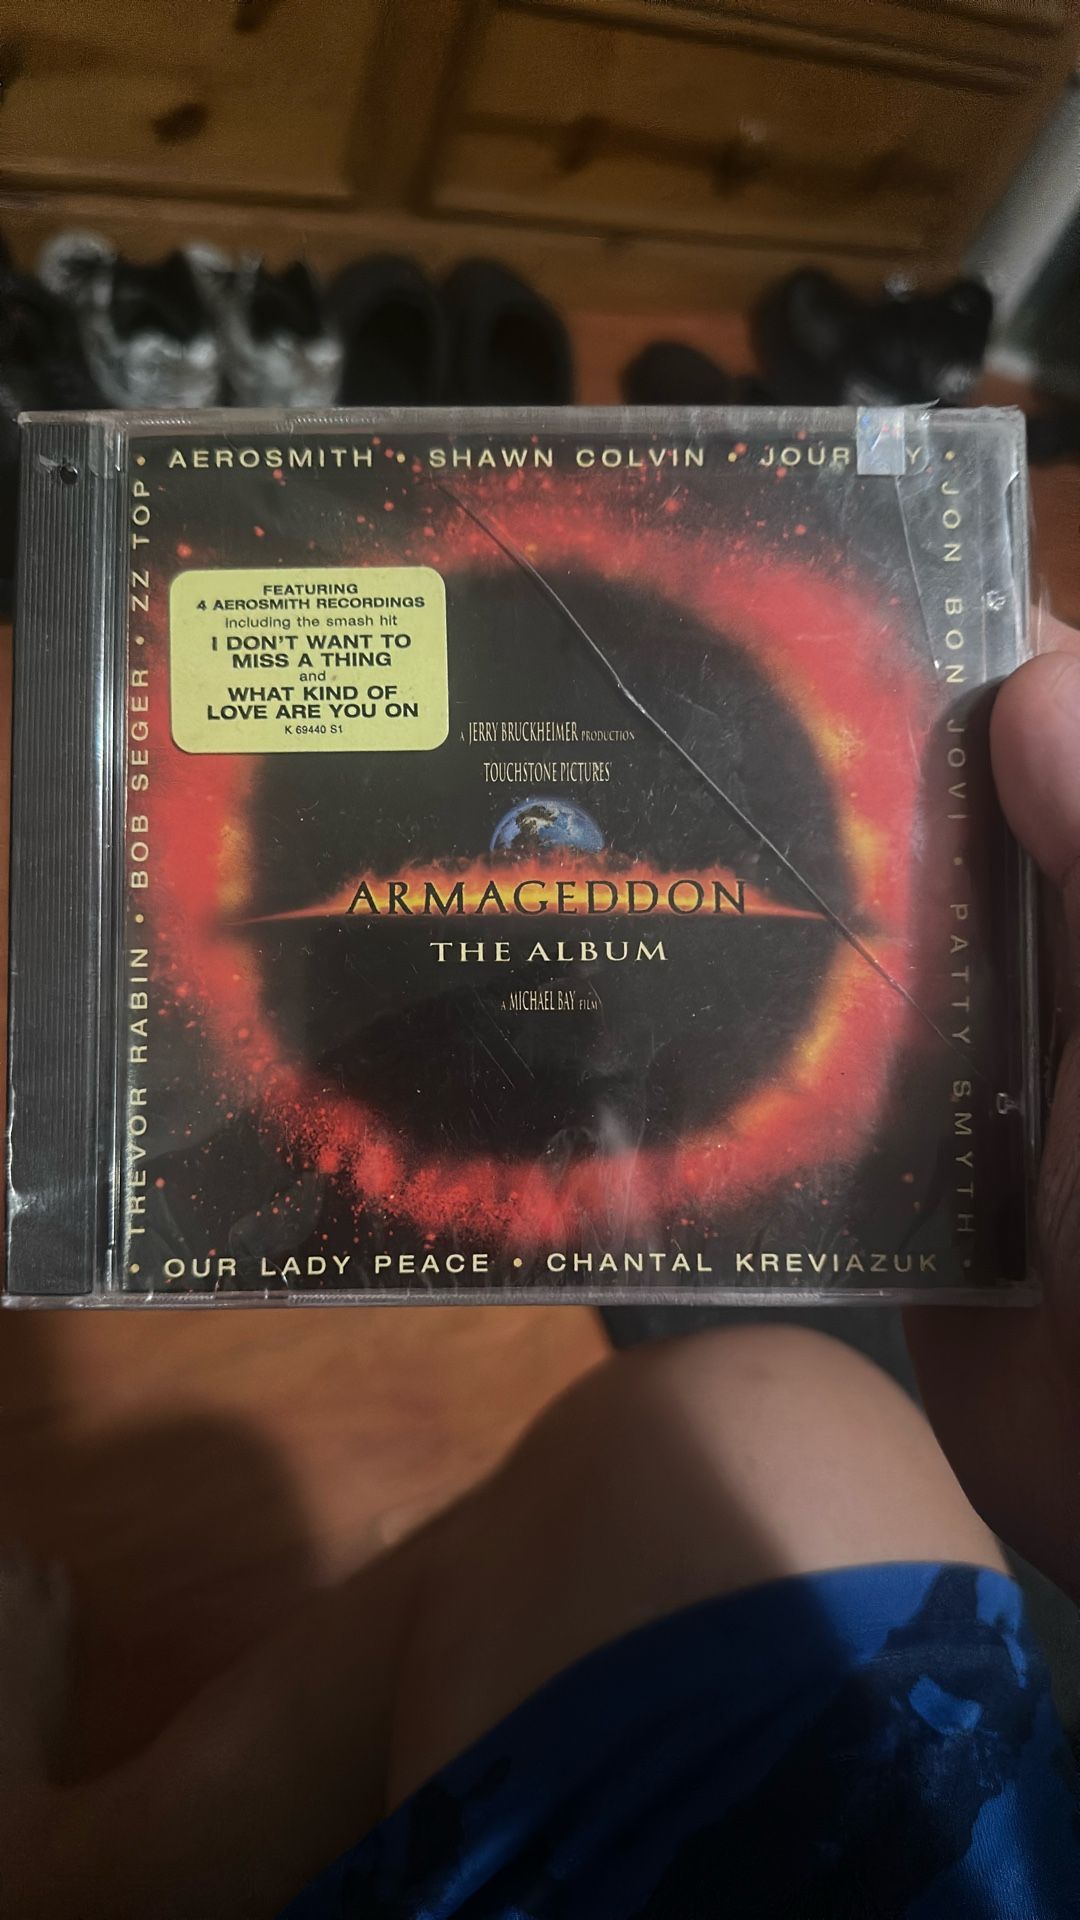 • AEROSMITH • SHAWN COLVIN • JOUR Y •
JON BON JOVI • PATTY SMYTH •
• OUR LADY PEACE • CHANTAL KREVIAZUK
TREVOR RABIN • BOB SEGER • ZZ TOP
FEATURING
4 AEROSMITH RECORDINGS
including the smash hit
I DON'T WANT TO
MISS A THING
and
WHAT KIND OF
LOVE ARE YOU ON
K 69440 S1
A JERRY BRUCKHEIMER PRODUCTION
TOUCHSTONE PICTURES
ARMAGEDDON
THE ALBUM
A MICHAEL BAY FILM